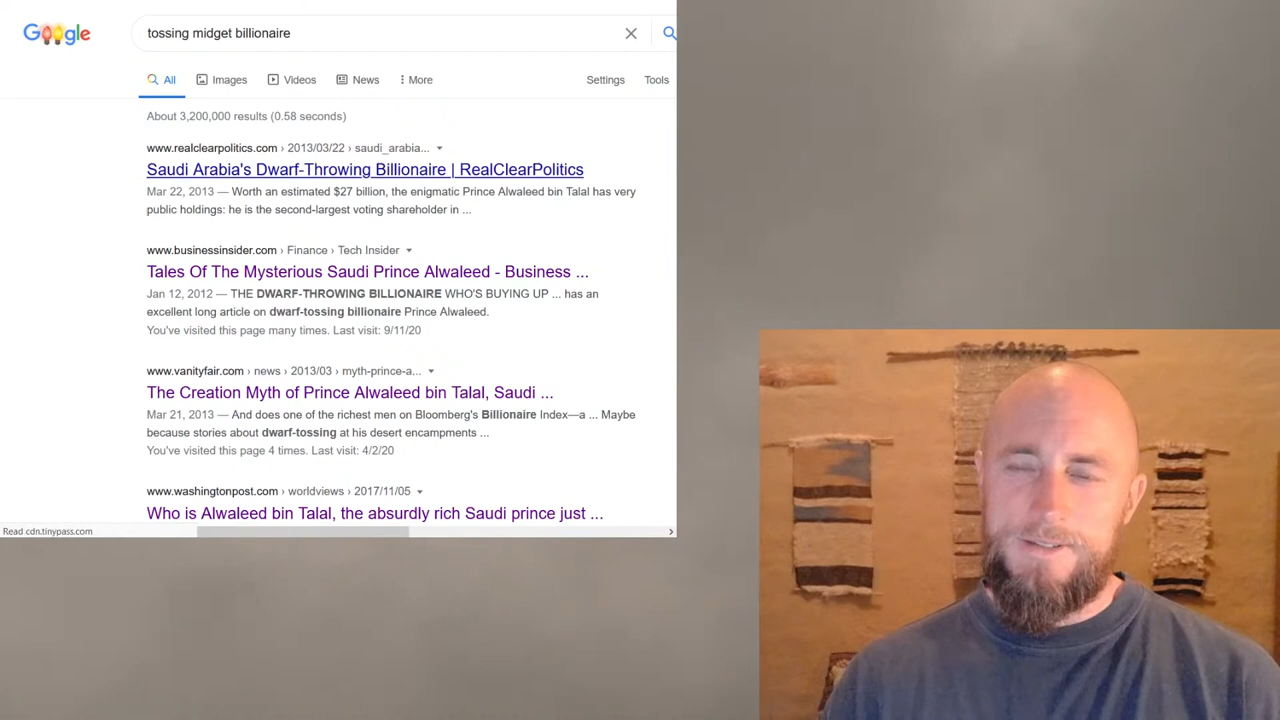 Google
tossing midget billionaire
All Images Videos News More Settings Tools
About 3,200,000 results (0.58 seconds)
www.realclearpolitics.com › 2013/03/22 › saudi_arabia...
Saudi Arabia's Dwarf-Throwing Billionaire | RealClearPolitics
Mar 22, 2013 — Worth an estimated $27 billion, the enigmatic Prince Alwaleed bin Talal has very
public holdings: he is the second-largest voting shareholder in ...
www.businessinsider.com › Finance › Tech Insider
Tales Of The Mysterious Saudi Prince Alwaleed - Business ...
Jan 12, 2012 — THE DWARF-THROWING BILLIONAIRE WHO'S BUYING UP ... has an
excellent long article on dwarf-tossing billionaire Prince Alwaleed.
You've visited this page many times. Last visit: 9/11/20
www.vanityfair.com › news › 2013/03 › myth-prince-a...
The Creation Myth of Prince Alwaleed bin Talal, Saudi ...
Mar 21, 2013 — And does one of the richest men on Bloomberg's Billionaire Index—a ... Maybe
because stories about dwarf-tossing at his desert encampments ...
You've visited this page 4 times. Last visit: 4/2/20
www.washingtonpost.com › worldviews › 2017/11/05
Who is Alwaleed bin Talal, the absurdly rich Saudi prince just ...
Read cdn.tinypass.com